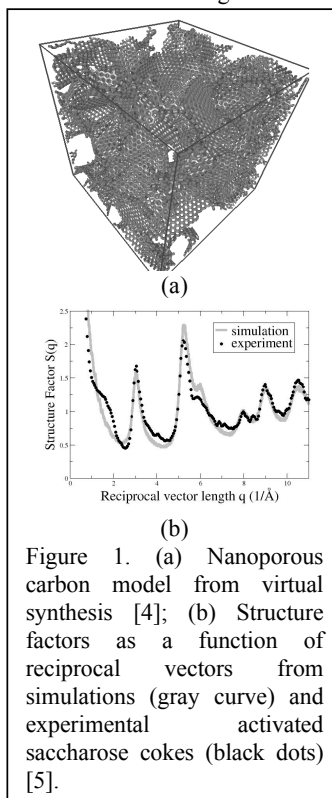 (a)
2.5
2
1.5
1
0.5
0
Structure Factor S(q)
simulation
experiment
0 2 4 6 8 10
Reciprocal vector length q (1/Å)
(b)
Figure 1. (a) Nanoporous
carbon model from virtual
synthesis [4]; (b) Structure
factors as a function of
reciprocal vectors from
simulations (gray curve) and
experimental activated
saccharose cokes (black dots)
[5].